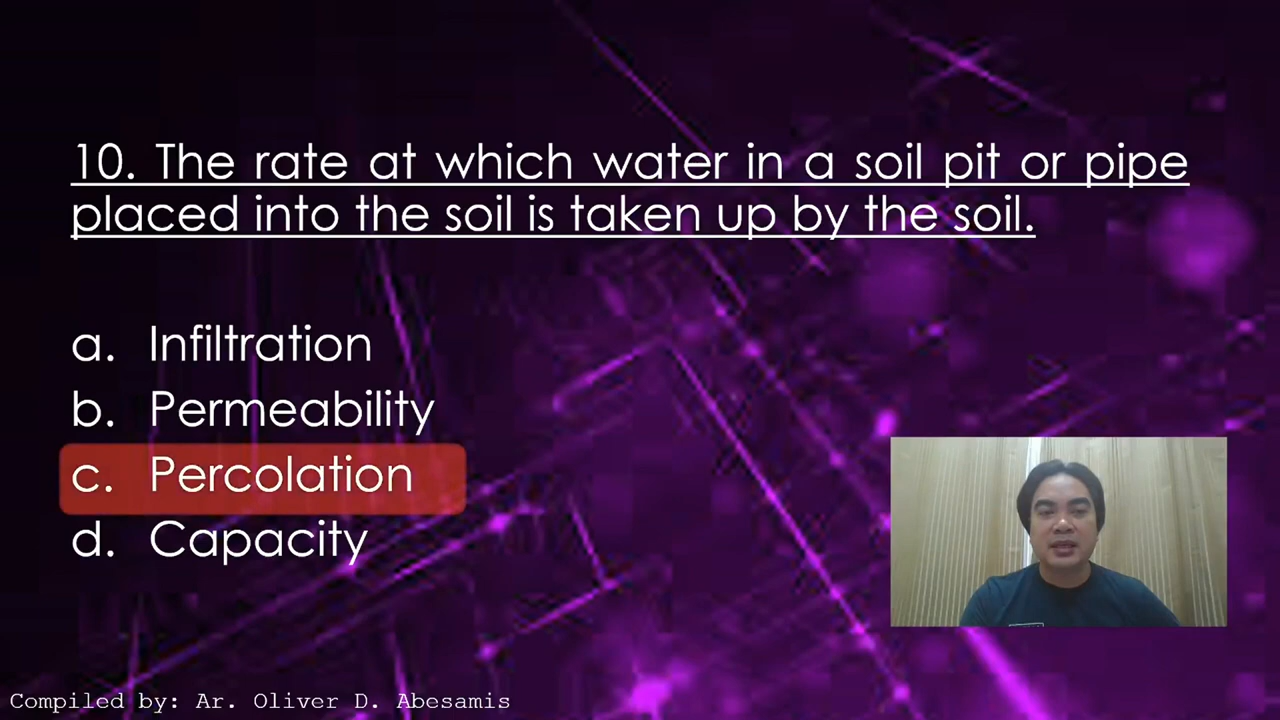 10. The rate at which water in a soil pit or pipe
placed into the soil is taken up by the soil.
a. Infiltration
b. Permeability
c. Percolation
d. Capacity
Compiled by: Ar. Oliver D. Abesamis